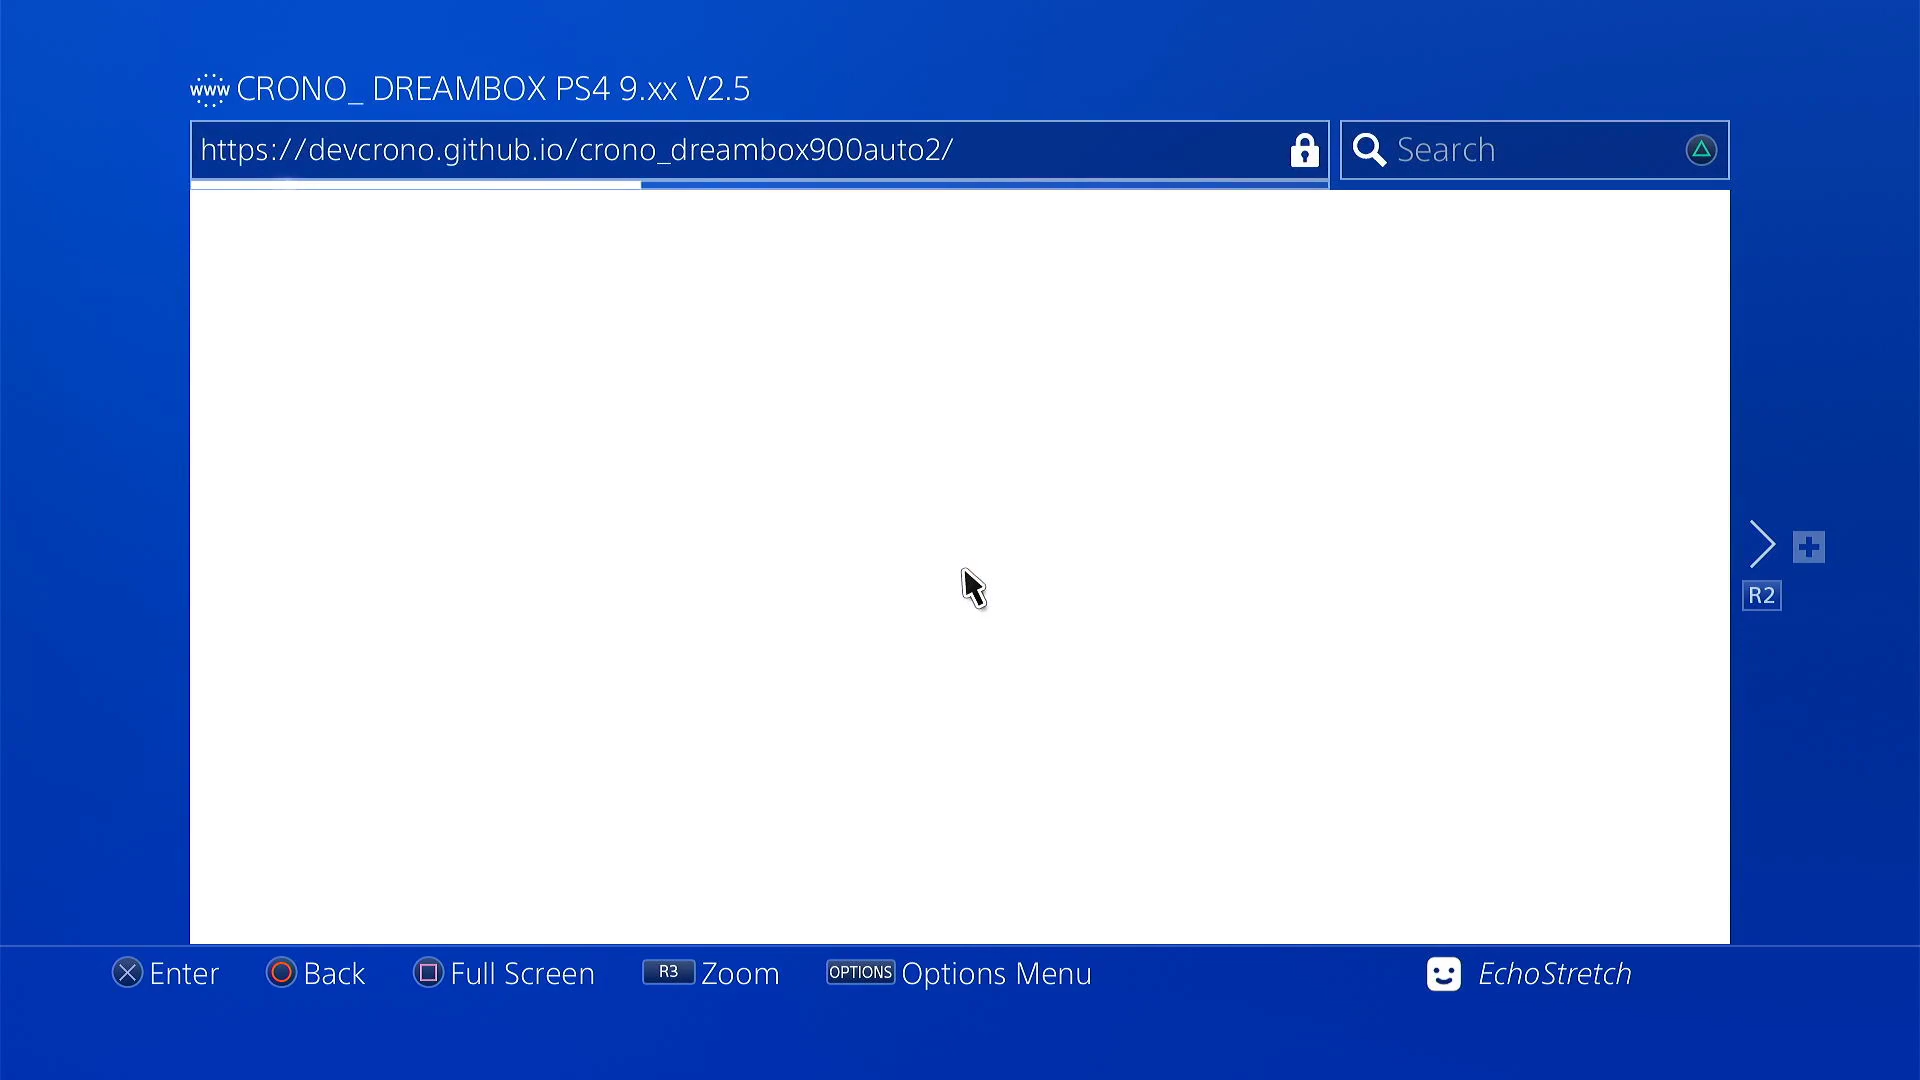 www CRONO_ DREAMBOX PS4 9.xx V2.5
https://devcrono.github.io/crono_dreambox900auto2/
Search
R2
Enter
Back
Full Screen
R3 Zoom
OPTIONS Options Menu
EchoStretch